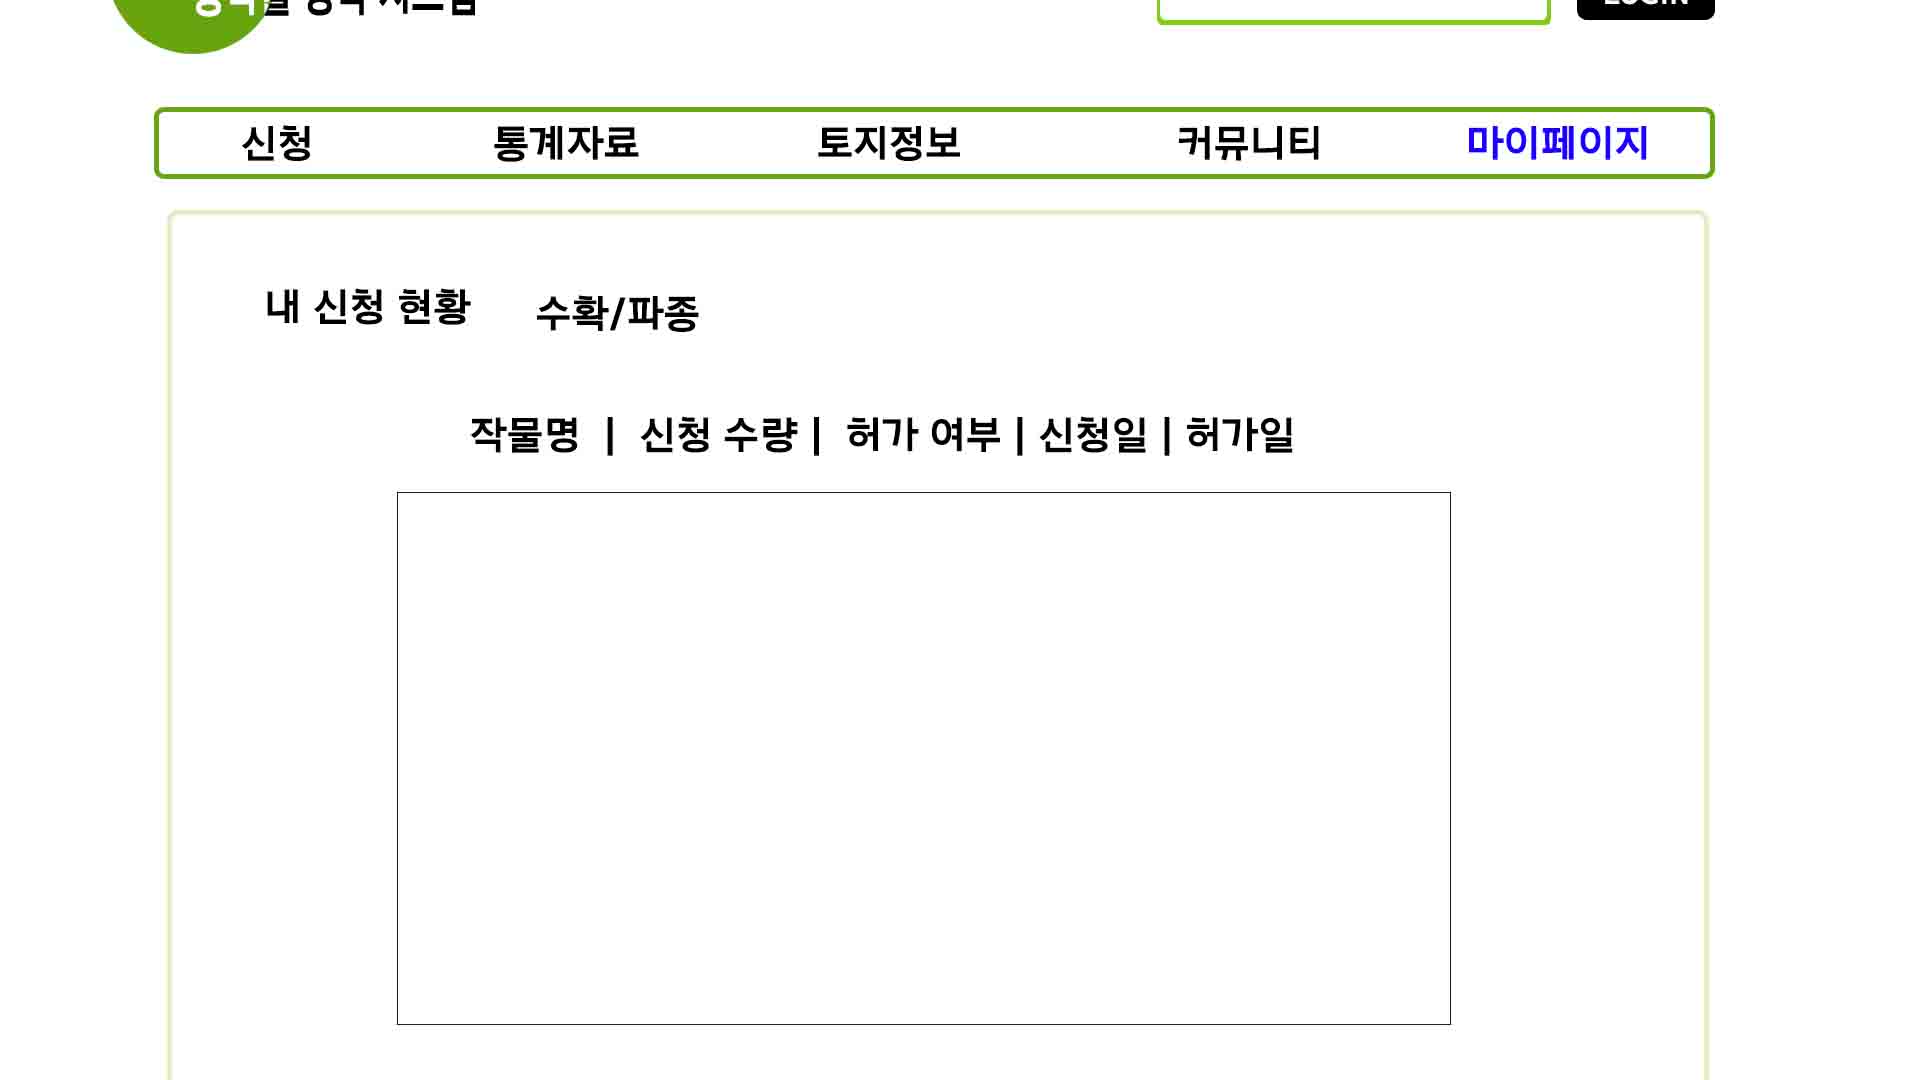 LOGIN
신청 통계자료 토지정보 커뮤니티 마이페이지
내 신청 현황 수확/파종
작물명 | 신청 수량 | 허가 여부 | 신청일 | 허가일